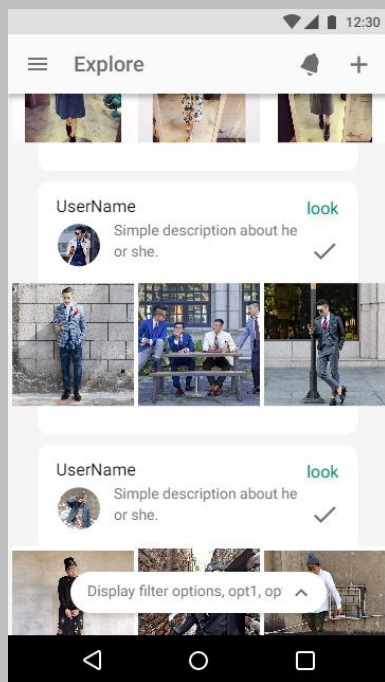 12:30
Explore
UserName
look
Simple description about he
or she.
UserName
look
Simple description about he
or she.
Display filter options, opt1, op